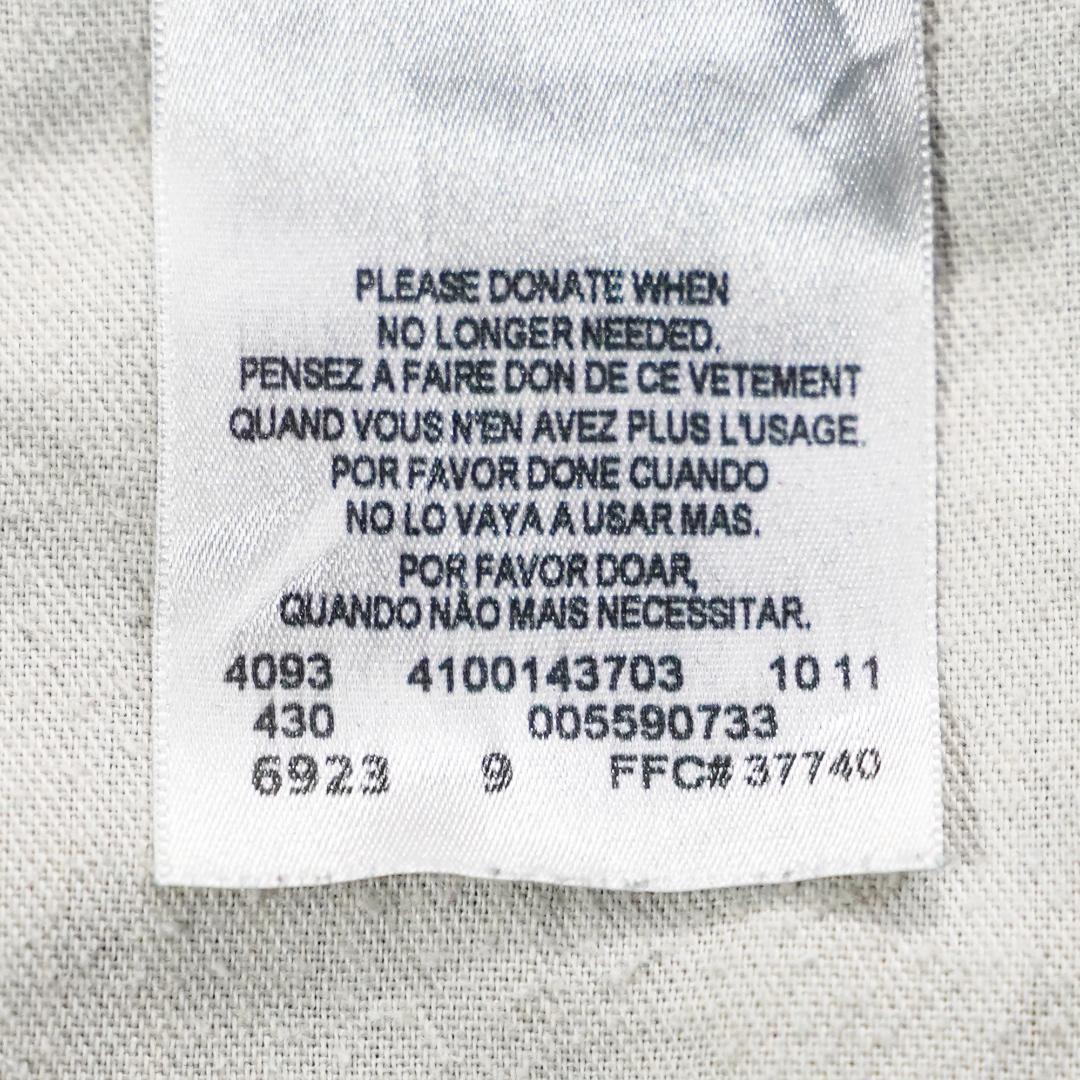 PLEASE DONATE WHEN
NO LONGER NEEDED.
PENSEZ A FAIRE DON DE CE VETEMENT
QUAND VOUS N'EN AVEZ PLUS L'USAGE.
POR FAVOR DONE CUANDO
NO LO VAYA A USAR MAS.
POR FAVOR DOAR,
QUANDO NÃO MAIS NECESSITAR.
4093 4100143703 10 11
430 005590733
6923 9 FFC# 37740